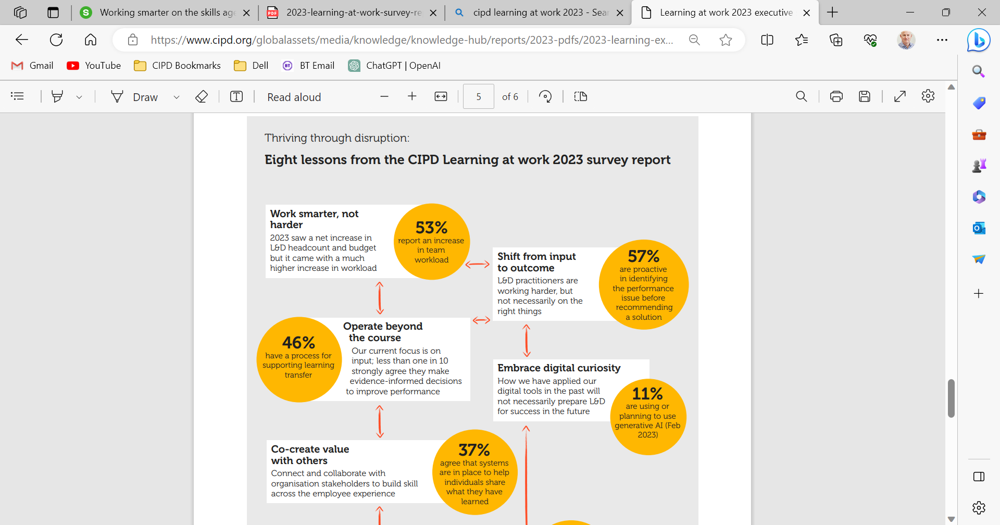 Working smarter on the skills age
2023-learning-at-work-survey-re
cipd learning at work 2023 - Sear
Learning at work 2023 executive
https://www.cipd.org/globalassets/media/knowledge/knowledge-hub/reports/2023-pdfs/2023-learning-ex...
Gmail
YouTube
CIPD Bookmarks
Dell
BT Email
ChatGPT | OpenAI
Draw
Read aloud
5
of 6
Thriving through disruption:
Eight lessons from the CIPD Learning at work 2023 survey report
Work smarter, not
harder
2023 saw a net increase in
L&D headcount and budget
but it came with a much
higher increase in workload
53%
report an increase
in team
workload
Shift from input
to outcome
L&D practitioners are
working harder, but
not necessarily on the
right things
57%
are proactive
in identifying
the performance
issue before
recommending
a solution
46%
have a process for
supporting learning
transfer
Operate beyond
the course
Our current focus is on
input; less than one in 10
strongly agree they make
evidence-informed decisions
to improve performance
Embrace digital curiosity
How we have applied our
digital tools in the past will
not necessarily prepare L&D
for success in the future
11%
are using or
planning to use
generative AI (Feb
2023)
Co-create value
with others
Connect and collaborate with
organisation stakeholders to build skill
across the employee experience
37%
agree that systems
are in place to help
individuals share
what they have
learned